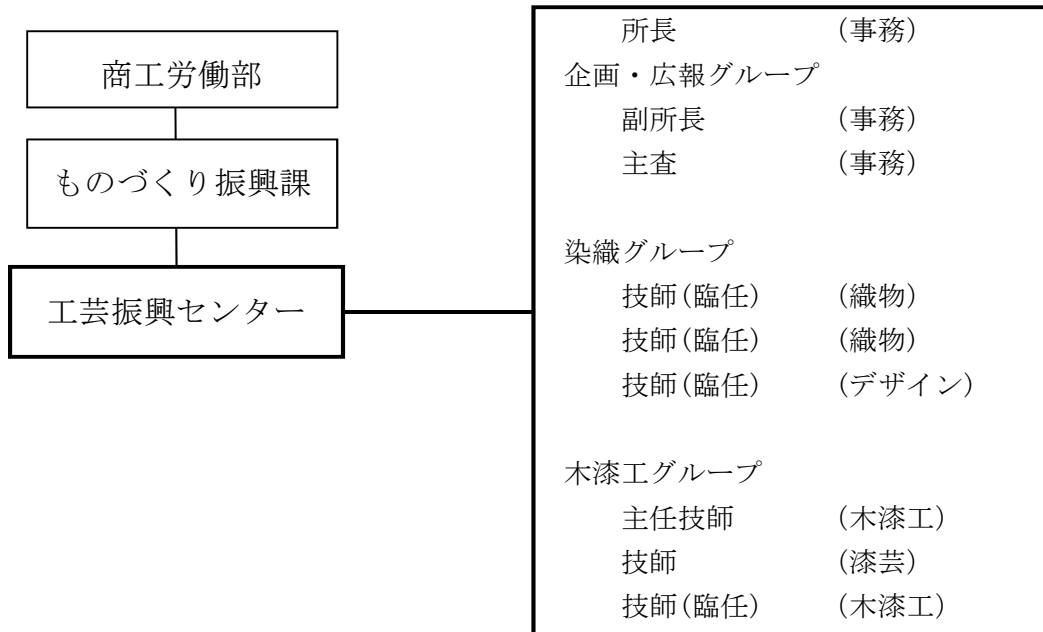 商工労働部
ものづくり振興課
工芸振興センター
所長 (事務)
企画・広報グループ
副所長 (事務)
主査 (事務)
染織グループ
技師(臨任) (織物)
技師(臨任) (織物)
技師(臨任) (デザイン)
木漆工グループ
主任技師 (木漆工)
技師 (漆芸)
技師(臨任) (木漆工)